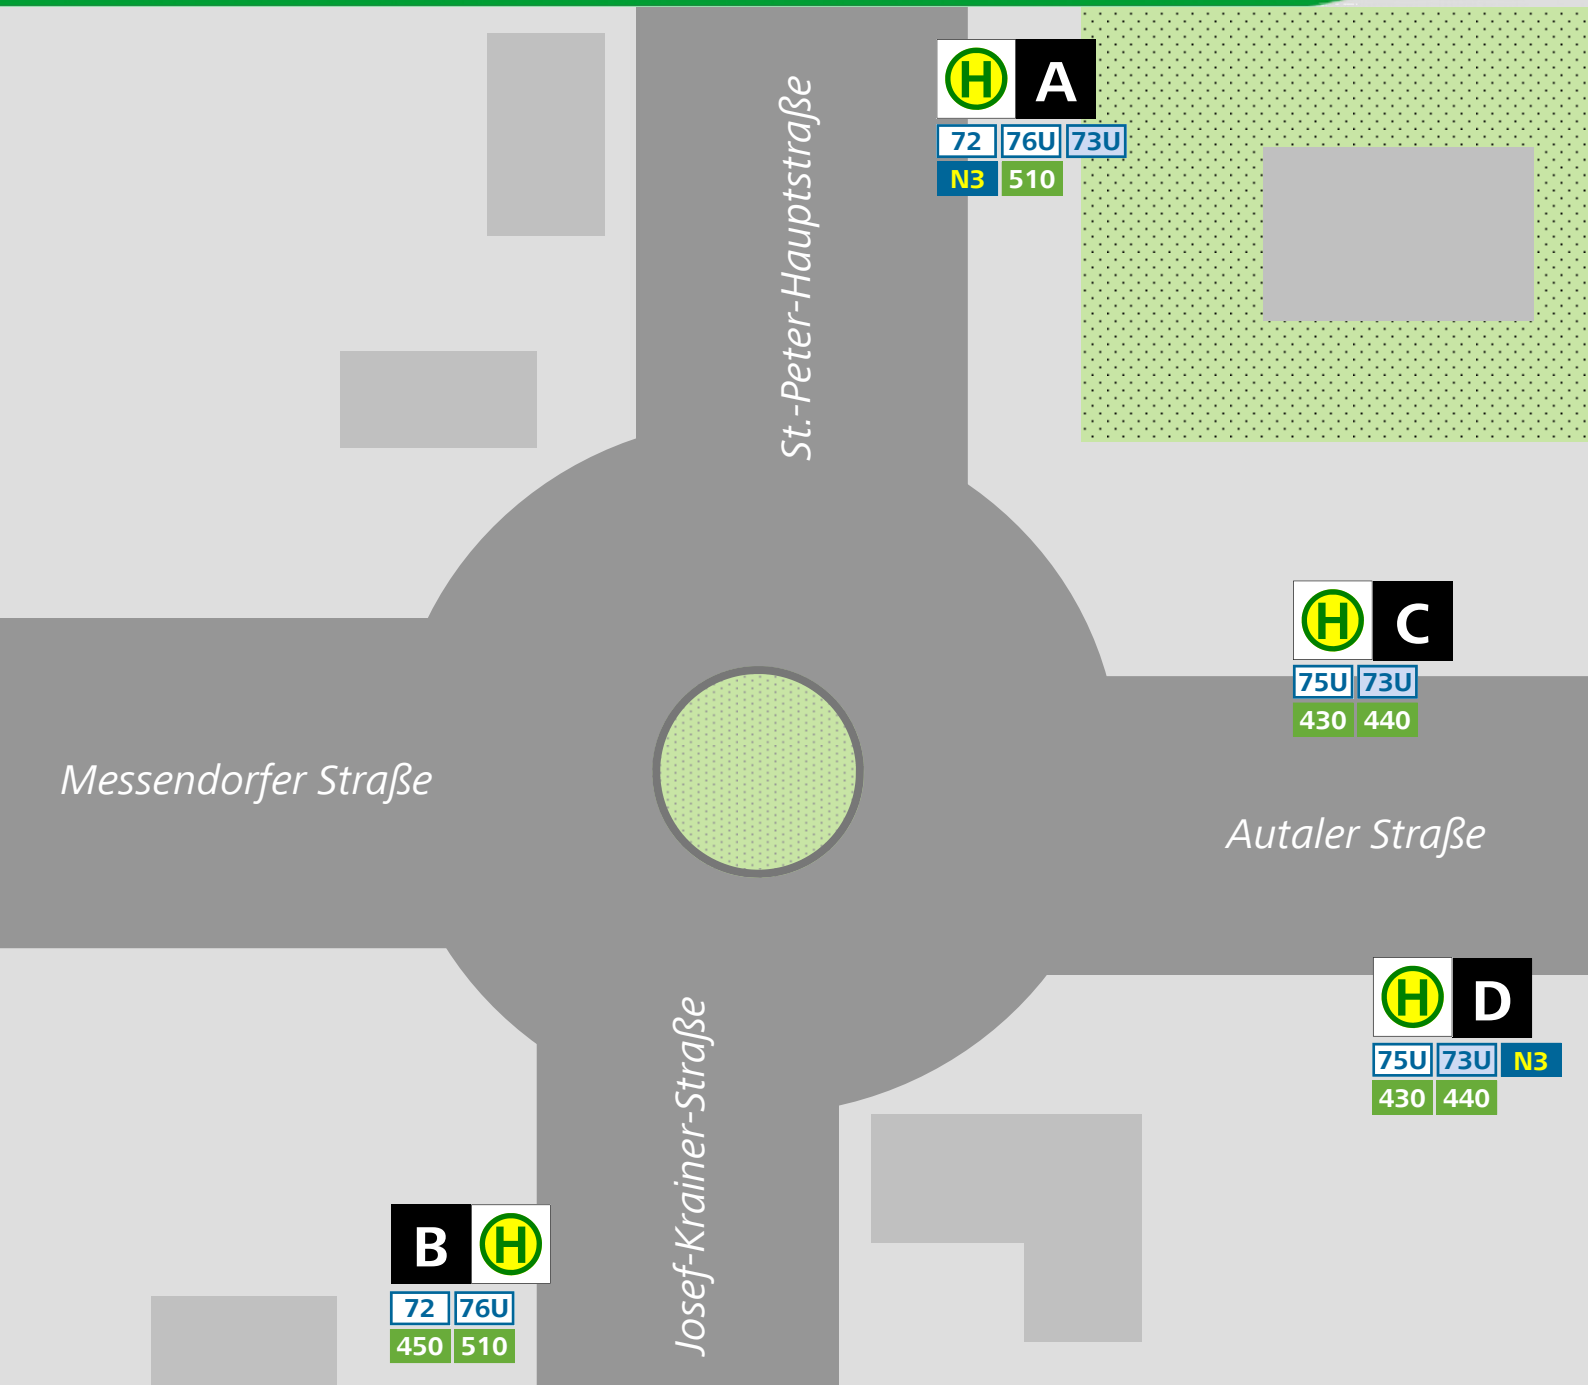 St.-Peter-Hauptstraße
H A
72 76U 73U
N3 510
H C
75U 73U
430 440
Messendorfer Straße
Autaler Straße
H D
75U 73U N3
430 440
Josef-Krainer-Straße
B H
72 76U
450 510